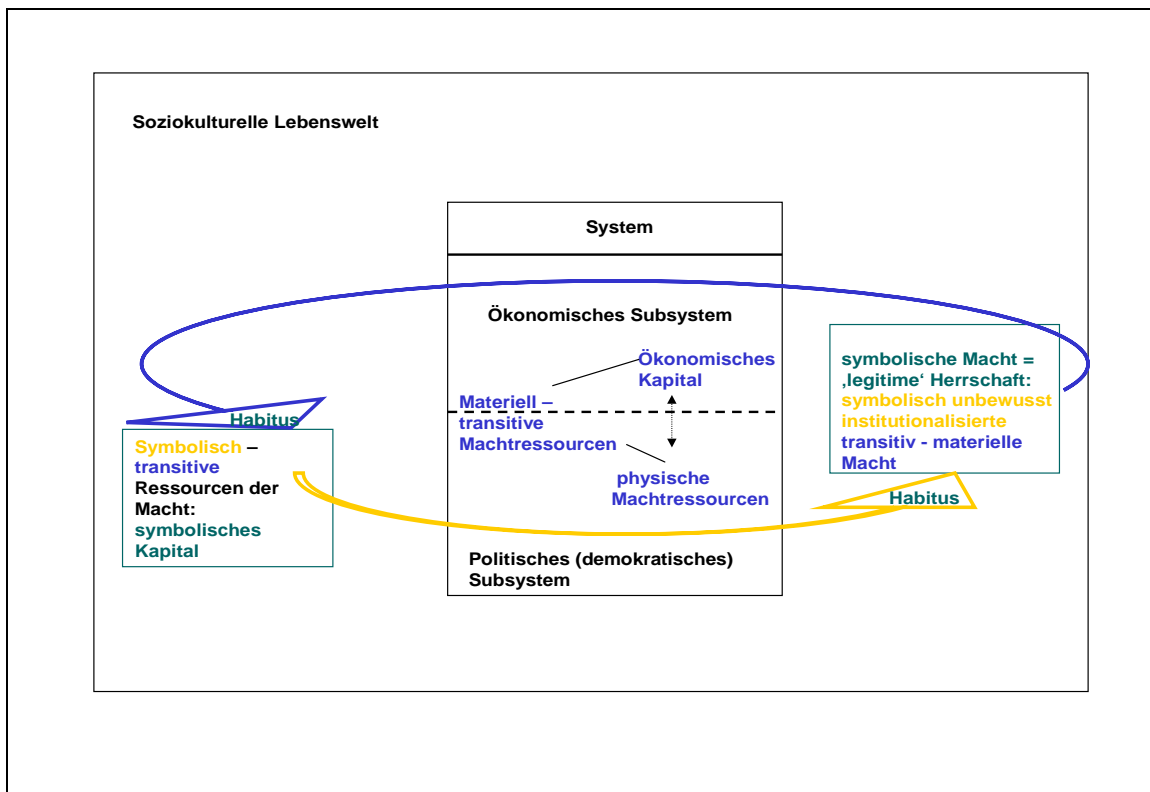 Soziokulturelle Lebenswelt
System
Ökonomisches Subsystem
Ökonomisches
Kapital
Materiell –
transitive
Machtressourcen
physische
Machtressourcen
Politisches (demokratisches)
Subsystem
Habitus
Symbolisch –
transitive
Ressourcen der
Macht:
symbolisches
Kapital
symbolische Macht =
‚legitime‘ Herrschaft:
symbolisch unbewusst
institutionalisierte
transitiv - materielle
Macht
Habitus